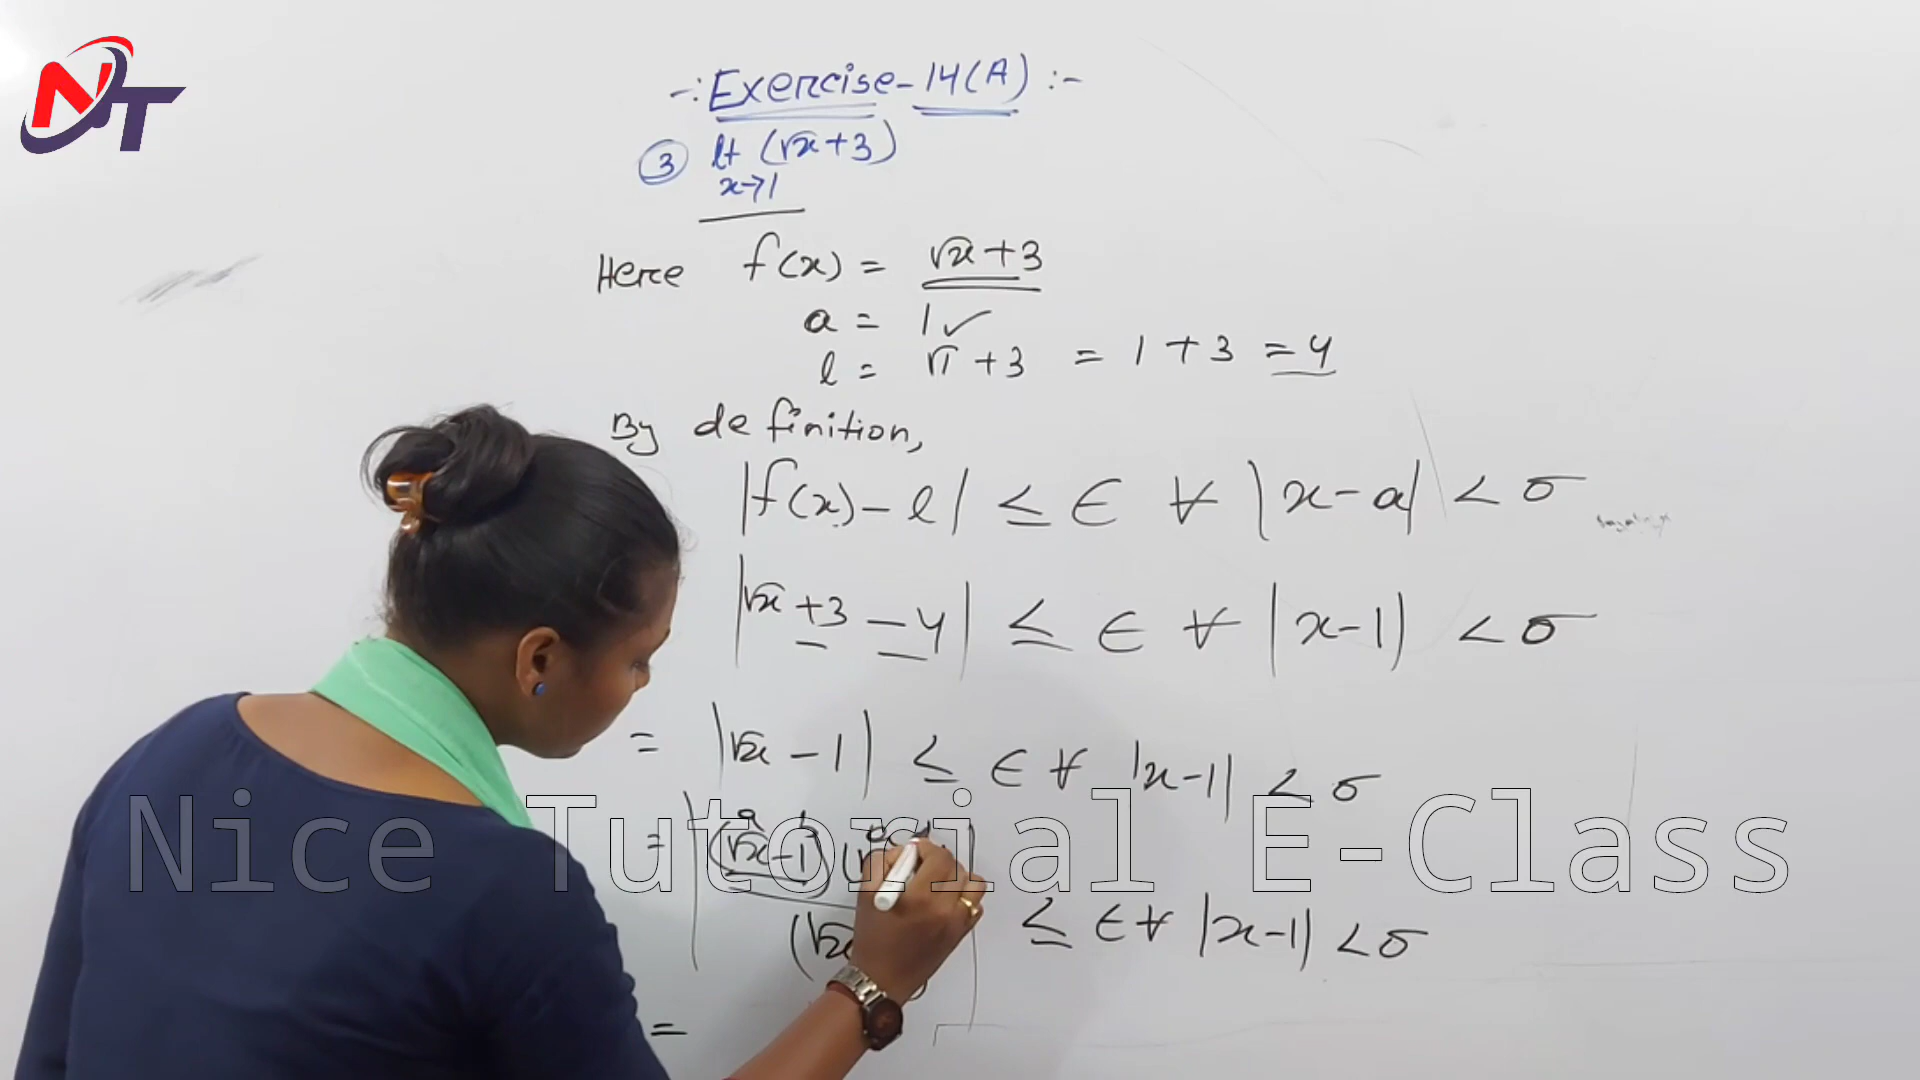 NT
-: Exercise-14(A) :-
③ lt (√x+3)
x→1
Here f(x) = √x+3
a = 1 ✓
l = √1 +3 = 1+3 = 4
By definition,
|f(x)-l| ≤ ∈ ∀ |x-a| < σ
|√x+3-4| ≤ ∈ ∀ |x-1| < σ
= |√x-1| ≤ ∈ ∀ |x-1| < σ
a b
= |(√x-1)
(√x
≤ ∈ ∀ |x-1| < σ
=
Nice Tutorial E-Class